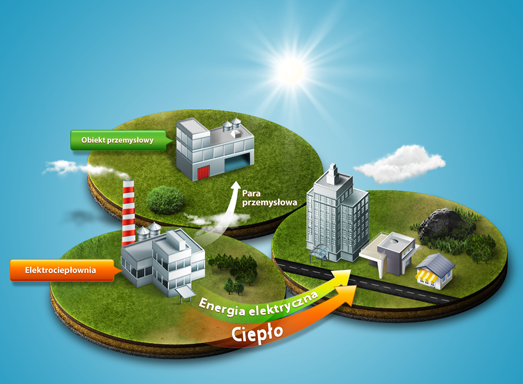 Obiekt przemysłowy
Para
przemysłowa
Elektrociepłownia
Energia elektryczna
Ciepło